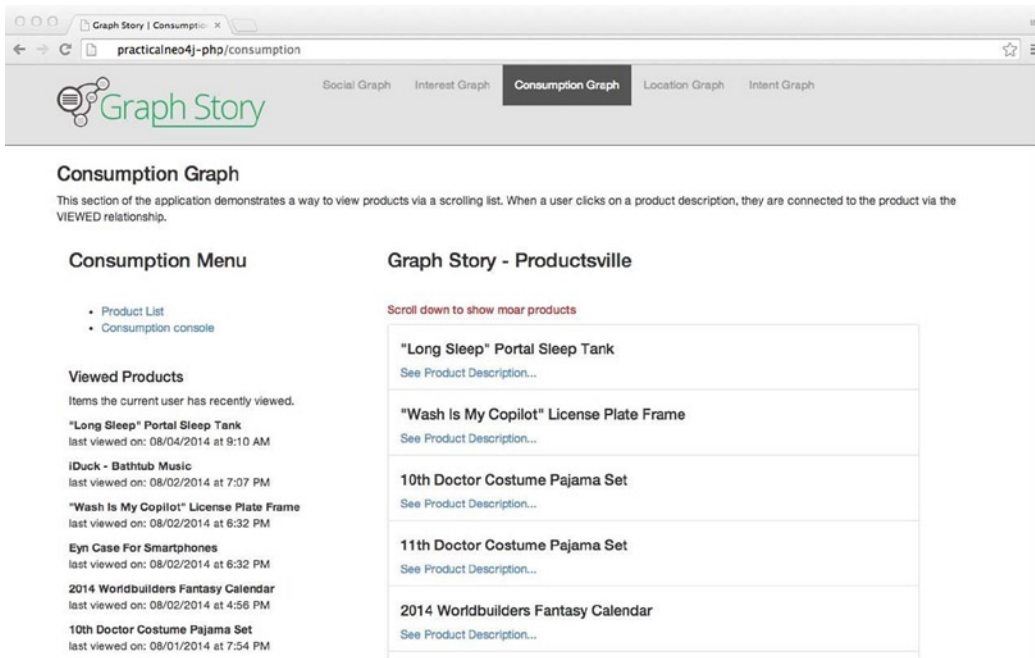 Graph Story | Consumptio
practicalneo4j-php/consumption
Graph Story
Social Graph
Interest Graph
Consumption Graph
Location Graph
Intent Graph
Consumption Graph
This section of the application demonstrates a way to view products via a scrolling list. When a user clicks on a product description, they are connected to the product via the
VIEWED relationship.
Consumption Menu
• Product List
• Consumption console
Viewed Products
Items the current user has recently viewed.
"Long Sleep" Portal Sleep Tank
last viewed on: 08/04/2014 at 9:10 AM
iDuck - Bathtub Music
last viewed on: 08/02/2014 at 7:07 PM
"Wash Is My Copilot" License Plate Frame
last viewed on: 08/02/2014 at 6:32 PM
Eyn Case For Smartphones
last viewed on: 08/02/2014 at 6:32 PM
2014 Worldbuilders Fantasy Calendar
last viewed on: 08/02/2014 at 4:56 PM
10th Doctor Costume Pajama Set
last viewed on: 08/01/2014 at 7:54 PM
Graph Story - Productsville
Scroll down to show moar products
"Long Sleep" Portal Sleep Tank
See Product Description...
"Wash Is My Copilot" License Plate Frame
See Product Description...
10th Doctor Costume Pajama Set
See Product Description...
11th Doctor Costume Pajama Set
See Product Description...
2014 Worldbuilders Fantasy Calendar
See Product Description...